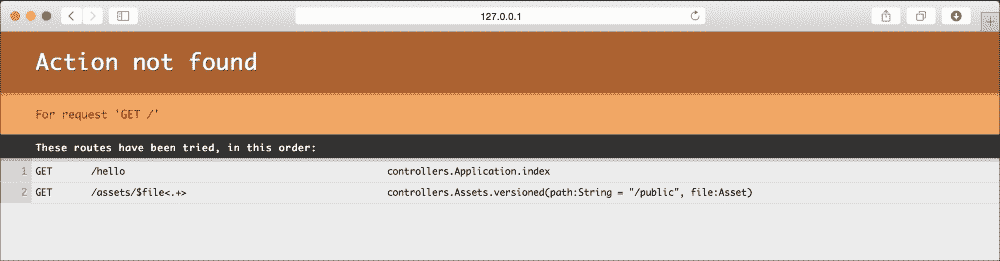 127.0.0.1
Action not found
For request 'GET /'
These routes have been tried, in this order:
1 GET /hello controllers.Application.index
2 GET /assets/$file<.+> controllers.Assets.versioned(path:String = "/public", file:Asset)